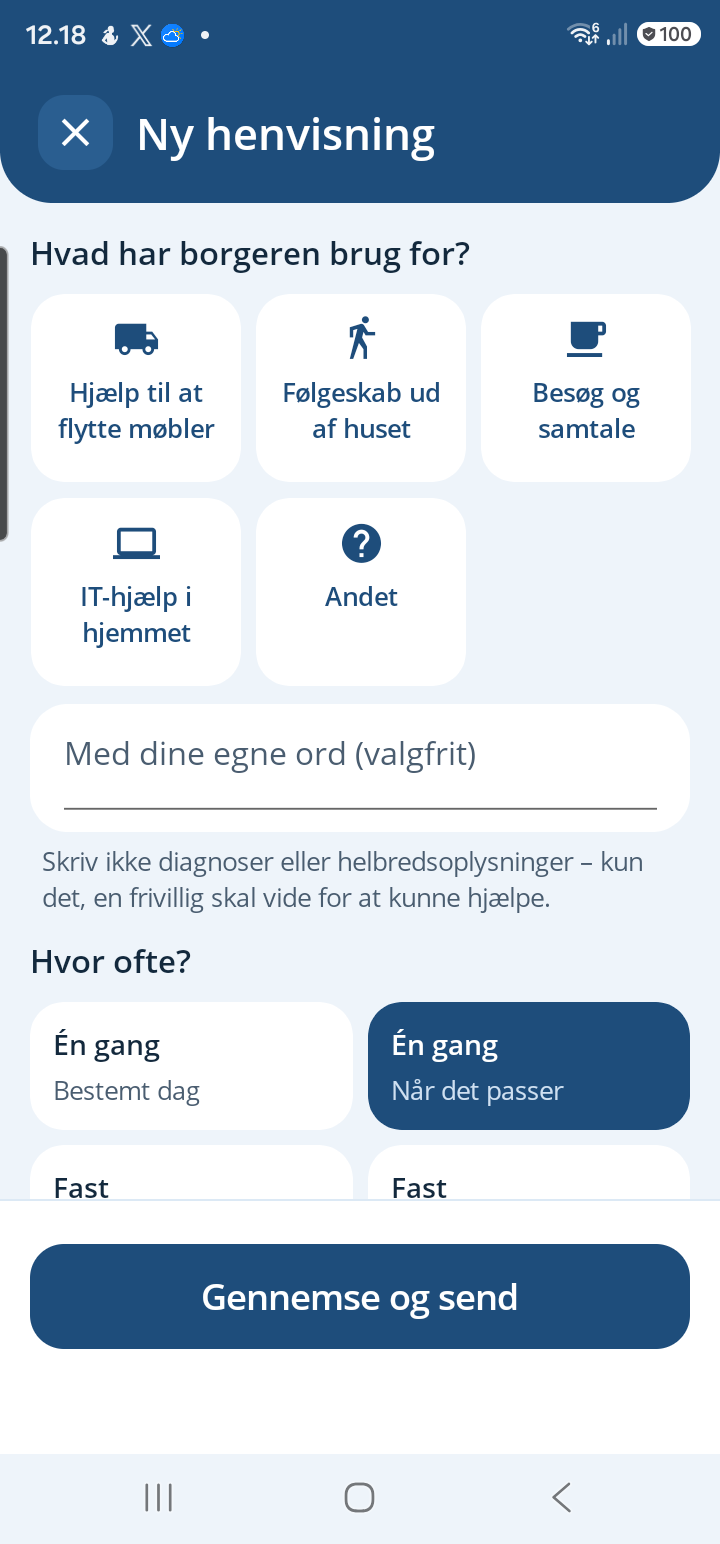 12.18
6
100
Ny henvisning
Hvad har borgeren brug for?
Hjælp til at
flytte møbler
Følgeskab ud
af huset
Besøg og
samtale
IT-hjælp i
hjemmet
?
Andet
Med dine egne ord (valgfrit)
Skriv ikke diagnoser eller helbredsoplysninger – kun
det, en frivillig skal vide for at kunne hjælpe.
Hvor ofte?
Én gang
Bestemt dag
Én gang
Når det passer
Fast
Fast
Gennemse og send